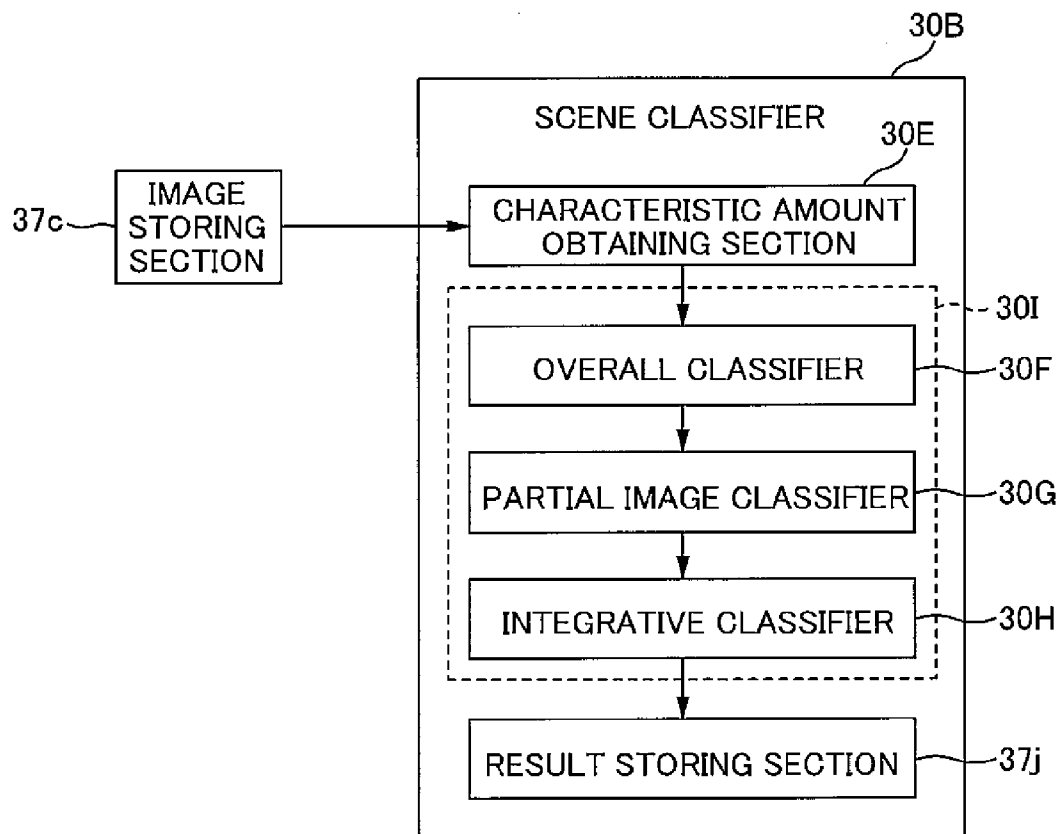 30B
SCENE CLASSIFIER
30E
37c
IMAGE
STORING
SECTION
CHARACTERISTIC AMOUNT
OBTAINING SECTION
30I
OVERALL CLASSIFIER
30F
PARTIAL IMAGE CLASSIFIER
30G
INTEGRATIVE CLASSIFIER
30H
RESULT STORING SECTION
37j